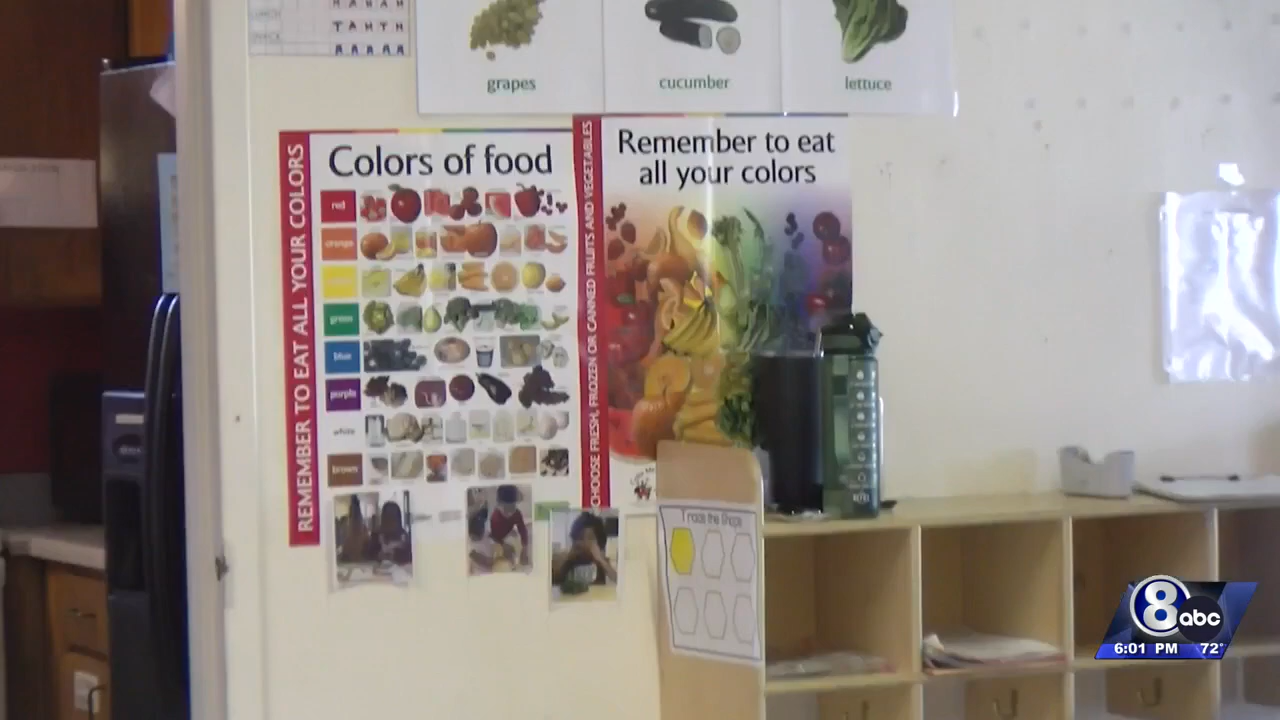 grapes
cucumber
lettuce
REMEMBER TO EAT ALL YOUR COLORS
Colors of food
red
orange
green
blue
purple
white
brown
CHOOSE FRESH, FROZEN OR CANNED FRUITS AND VEGETABLES
Remember to eat
all your colors
Trace the Shape
8 abc
6:01 PM 72°